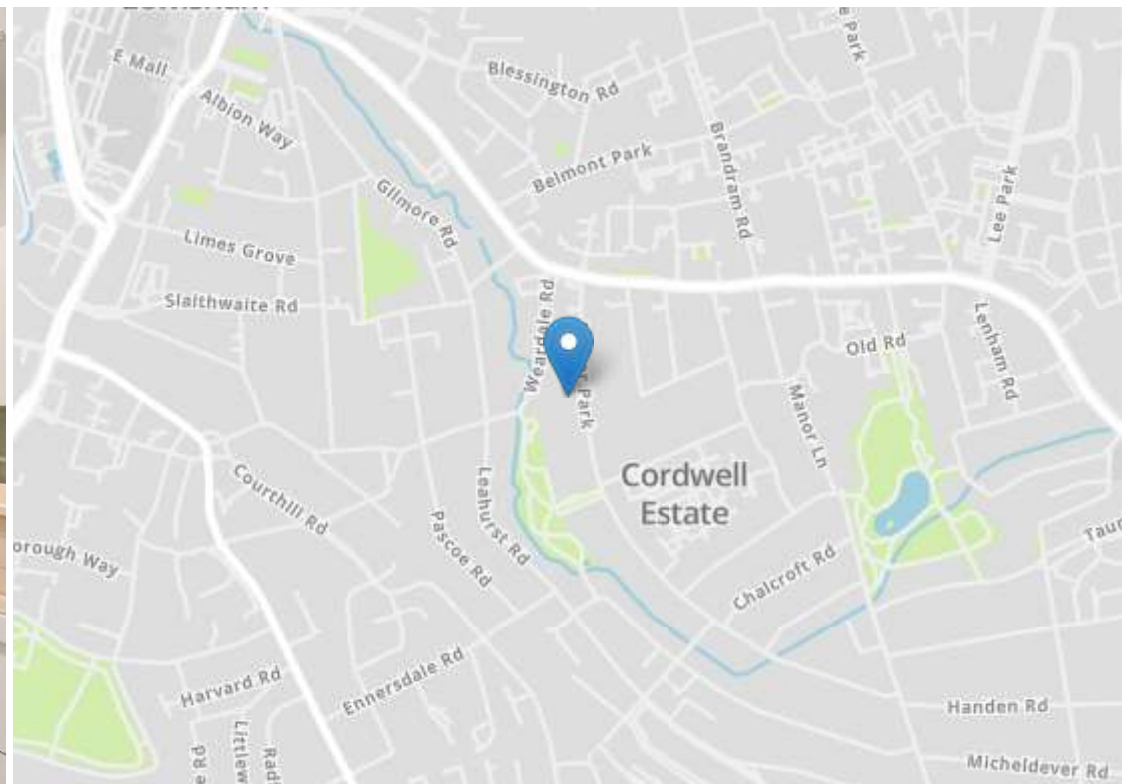 E Mall
Albion Way
Blessington Rd
Belmont Park
Brandram Rd
Park
Lee Park
Gilmore Rd
Limes Grove
Slaithwaite Rd
Weardale Rd
Park
Old Rd
Lenham Rd
Manor Ln
Cordwell
Estate
Courthill Rd
Leahurst Rd
Pascoe Rd
Chalcroft Rd
Ennersdale Rd
Harvard Rd
Handen Rd
Micheldever Rd